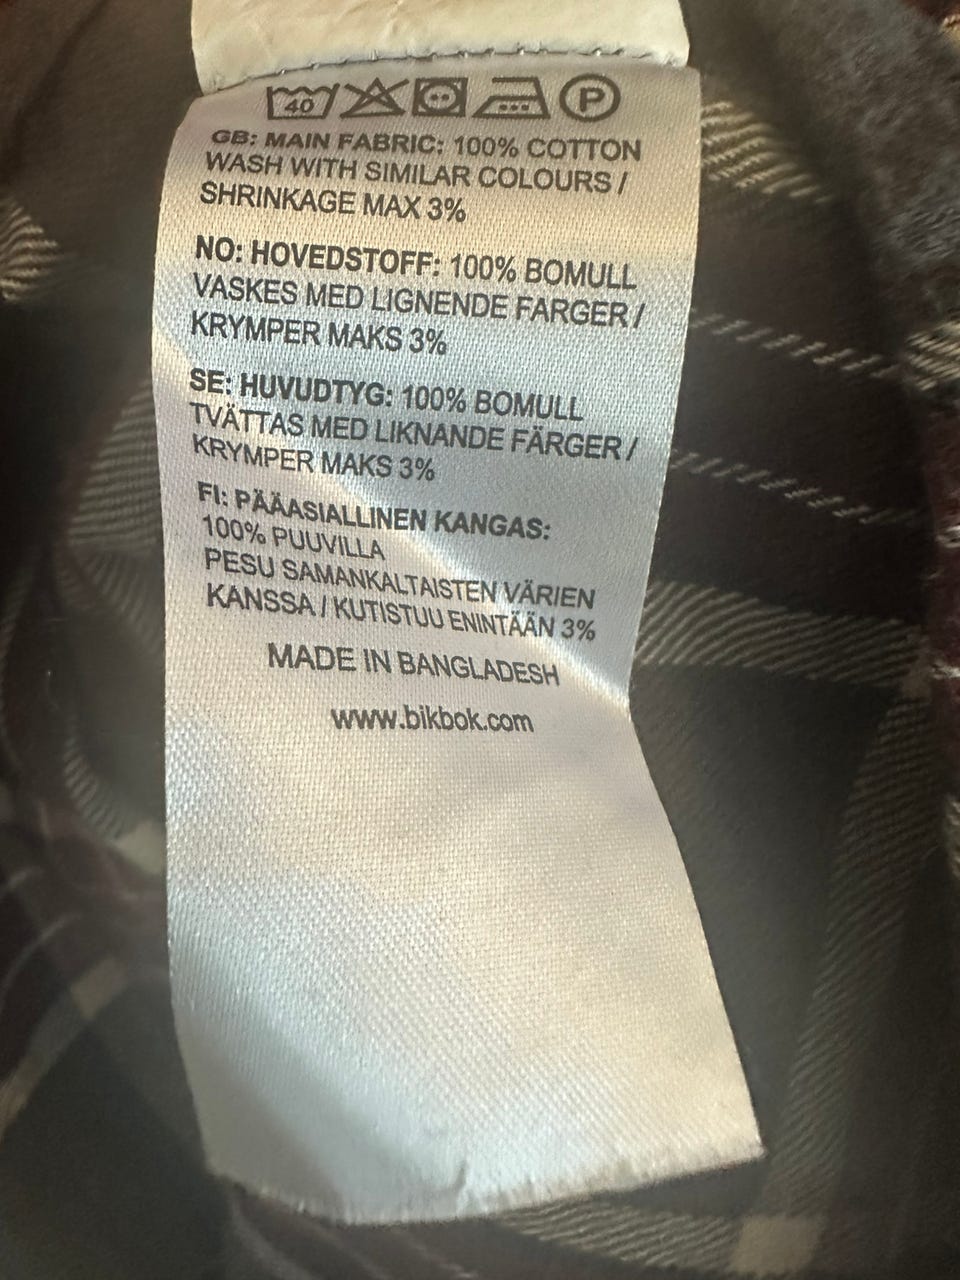 40 P
GB: MAIN FABRIC: 100% COTTON
WASH WITH SIMILAR COLOURS /
SHRINKAGE MAX 3%
NO: HOVEDSTOFF: 100% BOMULL
VASKES MED LIGNENDE FARGER /
KRYMPER MAKS 3%
SE: HUVUDTYG: 100% BOMULL
TVÄTTAS MED LIKNANDE FÄRGER /
KRYMPER MAKS 3%
FI: PÄÄASIALLINEN KANGAS:
100% PUUVILLA
PESU SAMANKALTAISTEN VÄRIEN
KANSSA / KUTISTUU ENINTÄÄN 3%
MADE IN BANGLADESH
www.bikbok.com